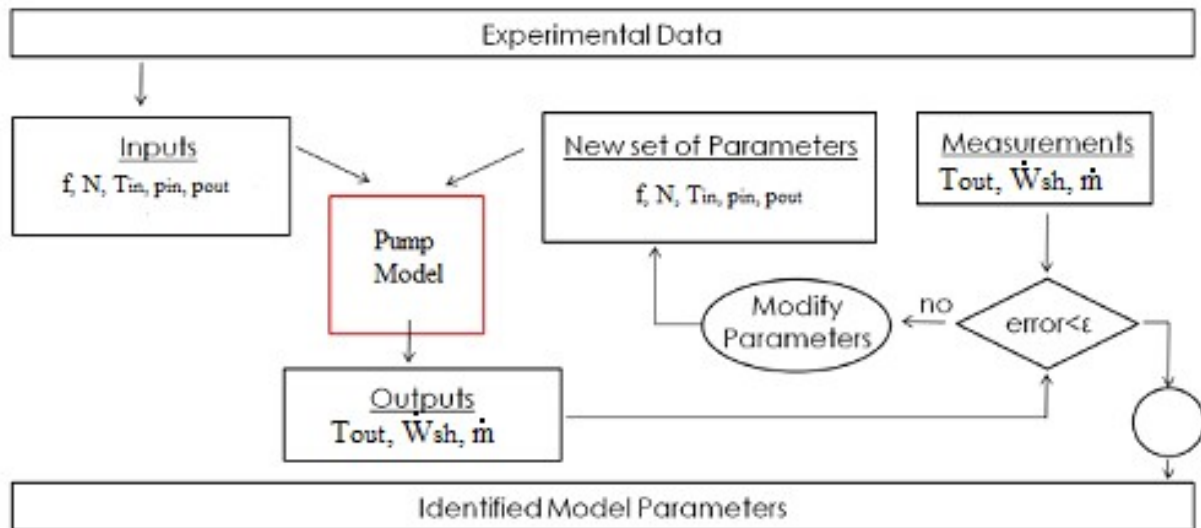 Experimental Data
Inputs
f, N, Tin, pin, pout
New set of Parameters
f, N, Tin, pin, pout
Measurements
Tout, Ẇsh, ṁ
Pump
Model
Modify
Parameters
no
error<ε
Outputs
Tout, Ẇsh, ṁ
Identified Model Parameters